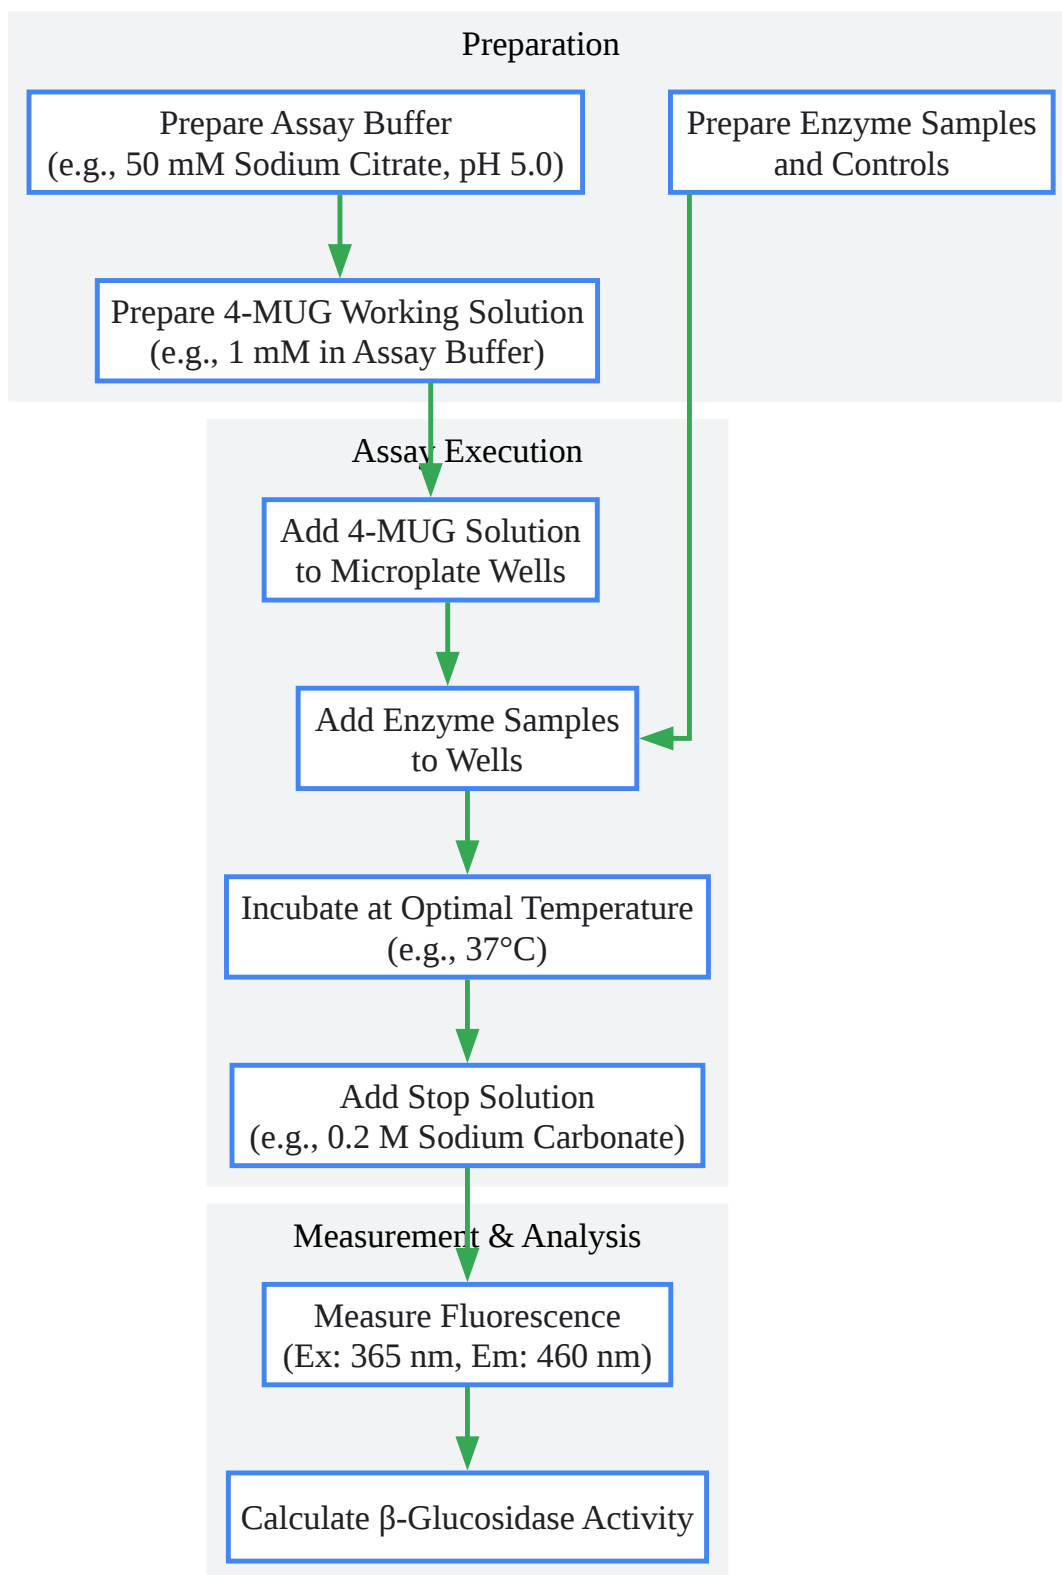 Preparation
Prepare Assay Buffer
(e.g., 50 mM Sodium Citrate, pH 5.0)
Prepare Enzyme Samples
and Controls
Prepare 4-MUG Working Solution
(e.g., 1 mM in Assay Buffer)
Assay Execution
Add 4-MUG Solution
to Microplate Wells
Add Enzyme Samples
to Wells
Incubate at Optimal Temperature
(e.g., 37°C)
Add Stop Solution
(e.g., 0.2 M Sodium Carbonate)
Measurement & Analysis
Measure Fluorescence
(Ex: 365 nm, Em: 460 nm)
Calculate β-Glucosidase Activity